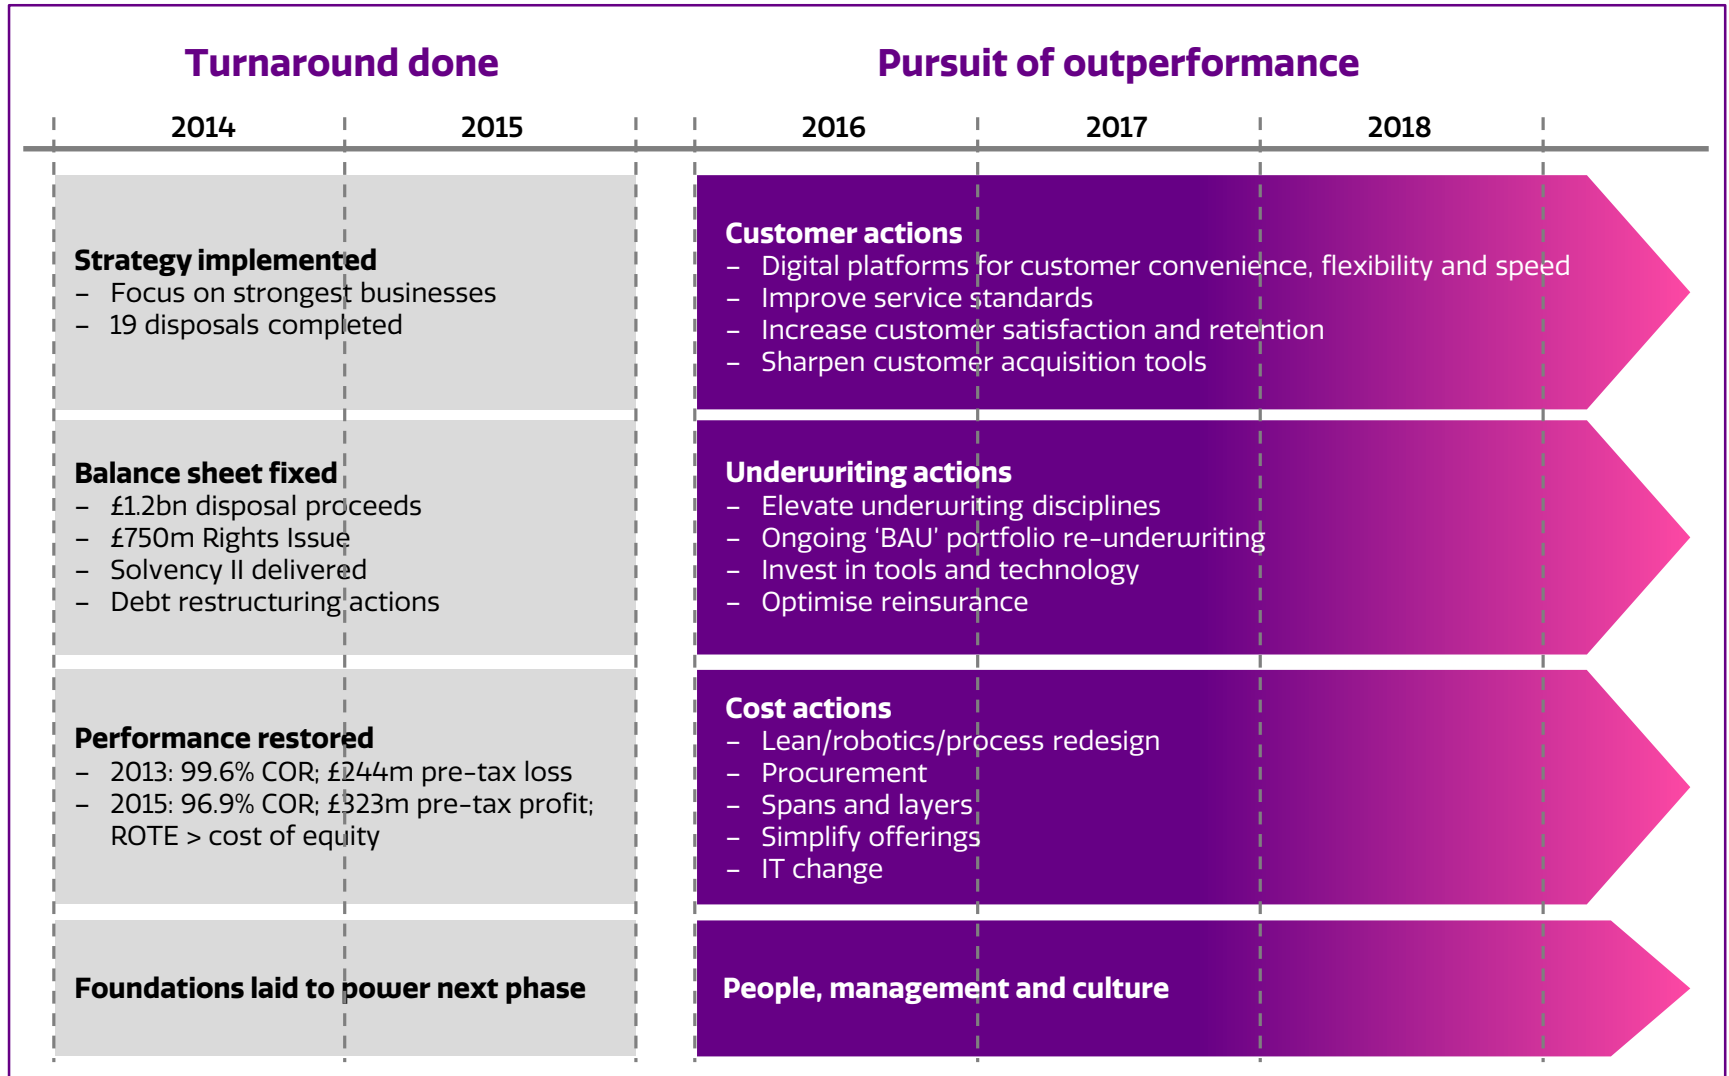 Turnaround done
Pursuit of outperformance
2014
2015
2016
2017
2018
Strategy implemented
– Focus on strongest businesses
– 19 disposals completed
Customer actions
– Digital platforms for customer convenience, flexibility and speed
– Improve service standards
– Increase customer satisfaction and retention
– Sharpen customer acquisition tools
Balance sheet fixed
– £1.2bn disposal proceeds
– £750m Rights Issue
– Solvency II delivered
– Debt restructuring actions
Underwriting actions
– Elevate underwriting disciplines
– Ongoing ‘BAU’ portfolio re-underwriting
– Invest in tools and technology
– Optimise reinsurance
Performance restored
– 2013: 99.6% COR; £244m pre-tax loss
– 2015: 96.9% COR; £323m pre-tax profit;
ROTE > cost of equity
Cost actions
– Lean/robotics/process redesign
– Procurement
– Spans and layers
– Simplify offerings
– IT change
Foundations laid to power next phase
People, management and culture